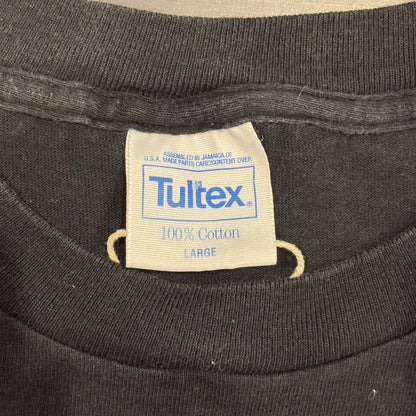 ASSEMBLED IN JAMAICA OF
U.S.A. MADE PARTS CARE/CONTENT OVER
Tultex®
100% Cotton
LARGE